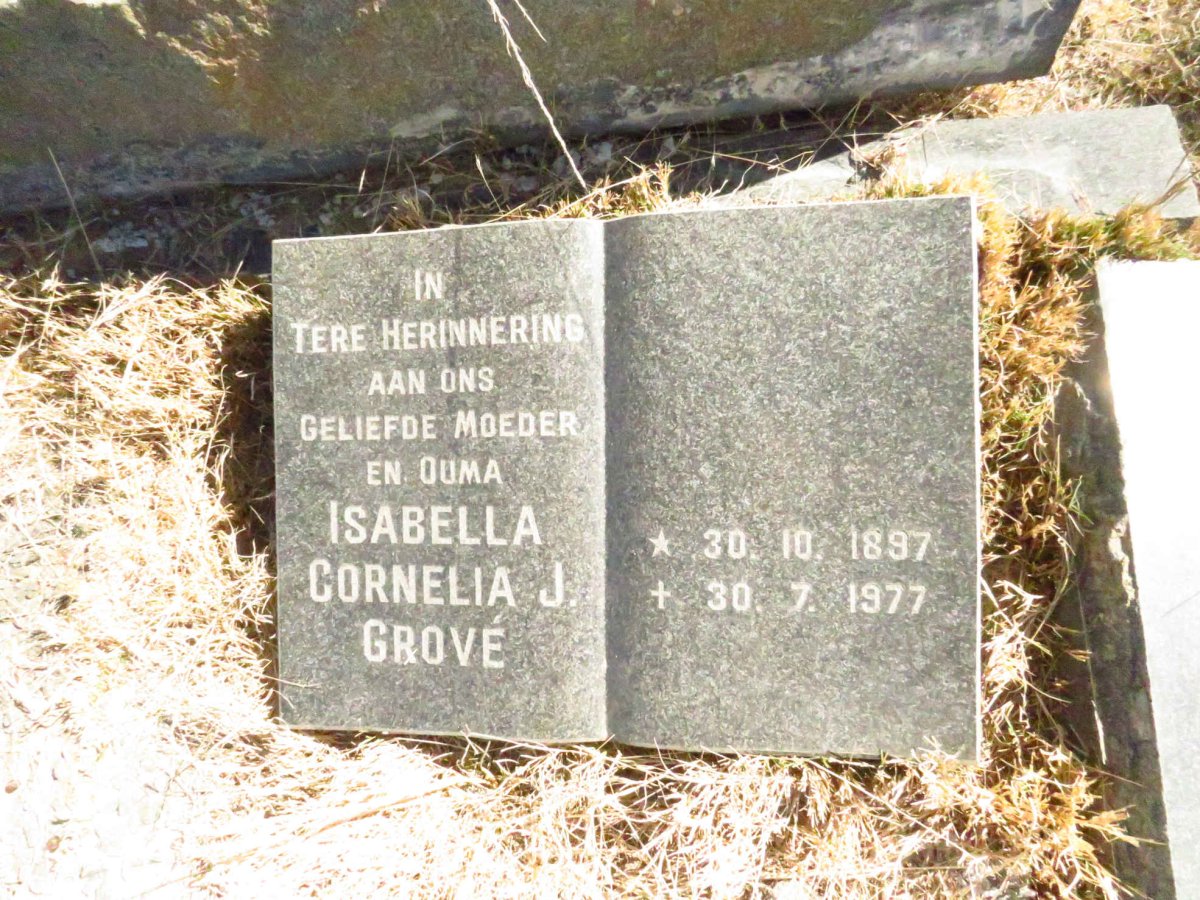 IN
TERE HERINNERING
AAN ONS
GELIEFDE MOEDER
EN OUMA
ISABELLA
CORNELIA J.
GROVÉ
★ 30. 10. 1897
✝ 30. 7. 1977